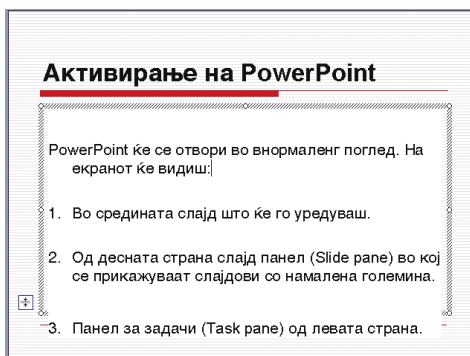 Активирање на PowerPoint
PowerPoint ќе се отвори во внормаленг поглед. На
екранот ќе видиш:
1. Во средината слајд што ќе го уредуваш.
2. Од десната страна слајд панел (Slide pane) во кој
се прикажуваат слајдови со намалена големина.
3. Панел за задачи (Task pane) од левата страна.